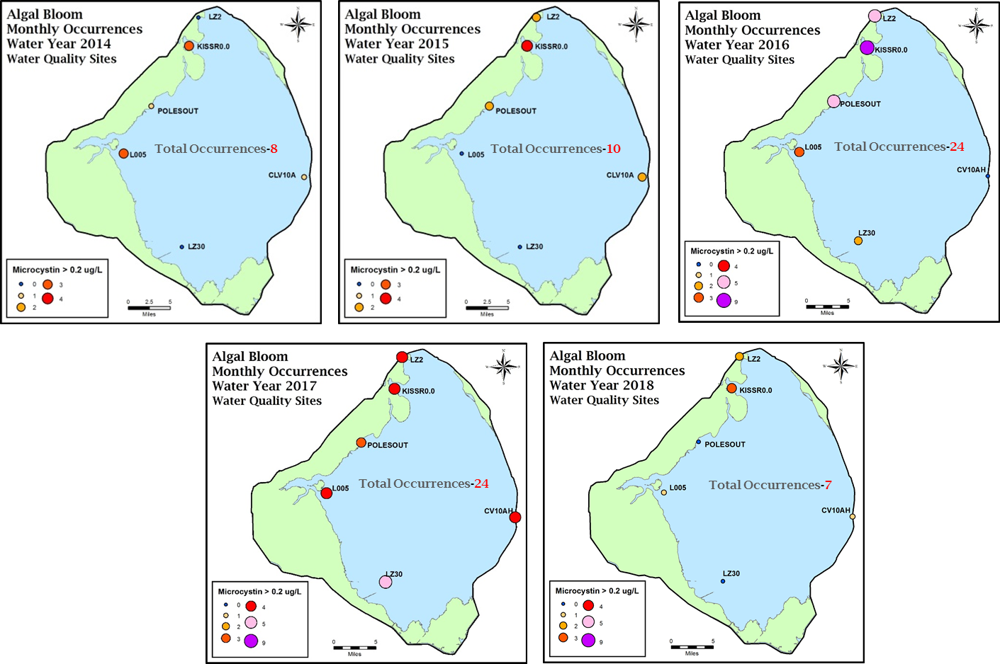 Algal Bloom
Monthly Occurrences
Water Year 2014
Water Quality Sites
N
W E
S
LZ2
KISSR0.0
POLESOUT
L005
Total Occurrences-8
CLV10A
LZ30
Microcystin > 0.2 ug/L
0 3
1 4
2
0 2.5 5
Miles
Algal Bloom
Monthly Occurrences
Water Year 2015
Water Quality Sites
N
W E
S
LZ2
KISSR0.0
POLESOUT
L005
Total Occurrences-10
CLV10A
LZ30
Microcystin > 0.2 ug/L
0 3
1 4
2
0 2.5 5
Miles
Algal Bloom
Monthly Occurrences
Water Year 2016
Water Quality Sites
N
W E
S
LZ2
KISSR0.0
POLESOUT
L005
Total Occurrences-24
CV10AH
LZ30
Microcystin > 0.2 ug/L
0 4
1 5
2
3 9
0 5
Miles
Algal Bloom
Monthly Occurrences
Water Year 2017
Water Quality Sites
N
W E
S
LZ2
KISSR0.0
POLESOUT
L005
Total Occurrences-24
CV10AH
LZ30
Microcystin > 0.2 ug/L
0 4
1 5
2
3 9
0 5
Miles
Algal Bloom
Monthly Occurrences
Water Year 2018
Water Quality Sites
N
W E
S
LZ2
KISSR0.0
POLESOUT
L005
Total Occurrences-7
CV10AH
LZ30
Microcystin > 0.2 ug/L
0 4
1 5
2
3 9
0 5
Miles